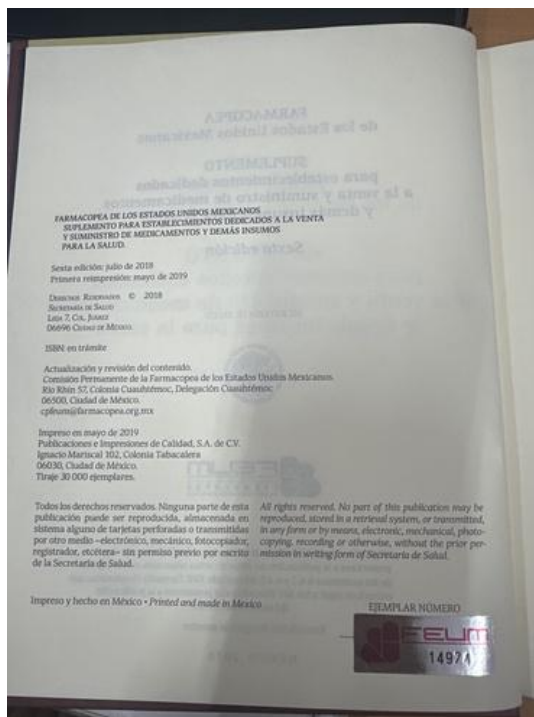 FARMACOPEA DE LOS ESTADOS UNIDOS MEXICANOS
SUPLEMENTO PARA ESTABLECIMIENTOS DEDICADOS A LA VENTA
Y SUMINISTRO DE MEDICAMENTOS Y DEMÁS INSUMOS
PARA LA SALUD.
Sexta edición: julio de 2018
Primera reimpresión: mayo de 2019
DERECHOS RESERVADOS © 2018
SECRETARÍA DE SALUD
LIEJA 7, COL. JUÁREZ
06696 CIUDAD DE MÉXICO.
ISBN: en trámite
Actualización y revisión del contenido.
Comisión Permanente de la Farmacopea de los Estados Unidos Mexicanos.
Río Rhin 57, Colonia Cuauhtémoc, Delegación Cuauhtémoc
06500, Ciudad de México.
cpfeum@farmacopea.org.mx
Impreso en mayo de 2019
Publicaciones e Impresiones de Calidad, S.A. de C.V.
Ignacio Mariscal 102, Colonia Tabacalera
06030, Ciudad de México.
Tiraje 30 000 ejemplares.
Todos los derechos reservados. Ninguna parte de esta
publicación puede ser reproducida, almacenada en
sistema alguno de tarjetas perforadas o transmitidas
por otro medio –electrónico, mecánico, fotocopiador,
registrador, etcétera– sin permiso previo por escrito
de la Secretaría de Salud.
All rights reserved. No part of this publication may be
reproduced, stored in a retrieval system, or transmitted,
in any form or by means, electronic, mechanical, photo-
copying, recording or otherwise, without the prior per-
mission in writing form of Secretaría de Salud.
Impreso y hecho en México • Printed and made in Mexico
EJEMPLAR NÚMERO
FEUM
14974